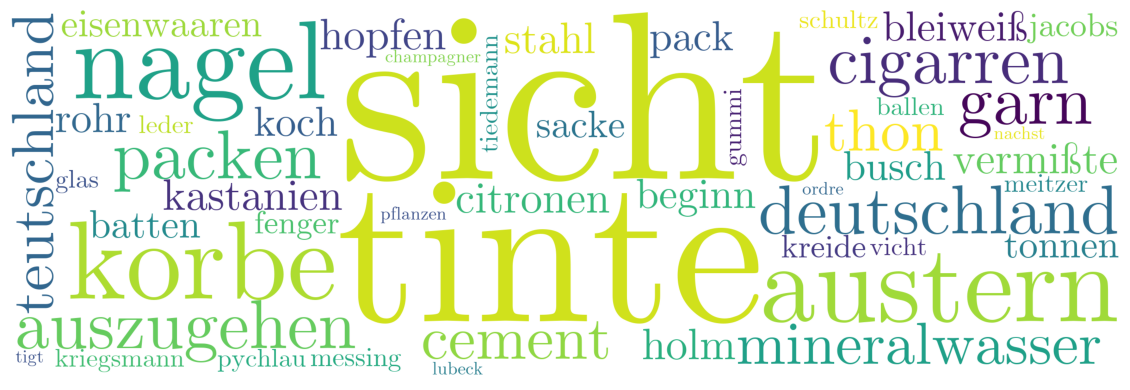 teutschland
eisenwaaren
nagel
hopfen
champagner
sicht
stahl
pack
schultz
bleiweiß
jacobs
cigarren
tiedemann
rohr
leder
koch
sacke
gummi
ballen
garn
nachst
thon
packen
busch
vermißte
glas
kastanien
citronen
beginn
ordre
meitzer
batten
fenger
pflanzen
deutschland
korbe
tinte
kreide
vicht
tonnen
austern
auszugehen
cement
holm
mineralwasser
tigt
kriegsmann
pychlau
messing
lubeck